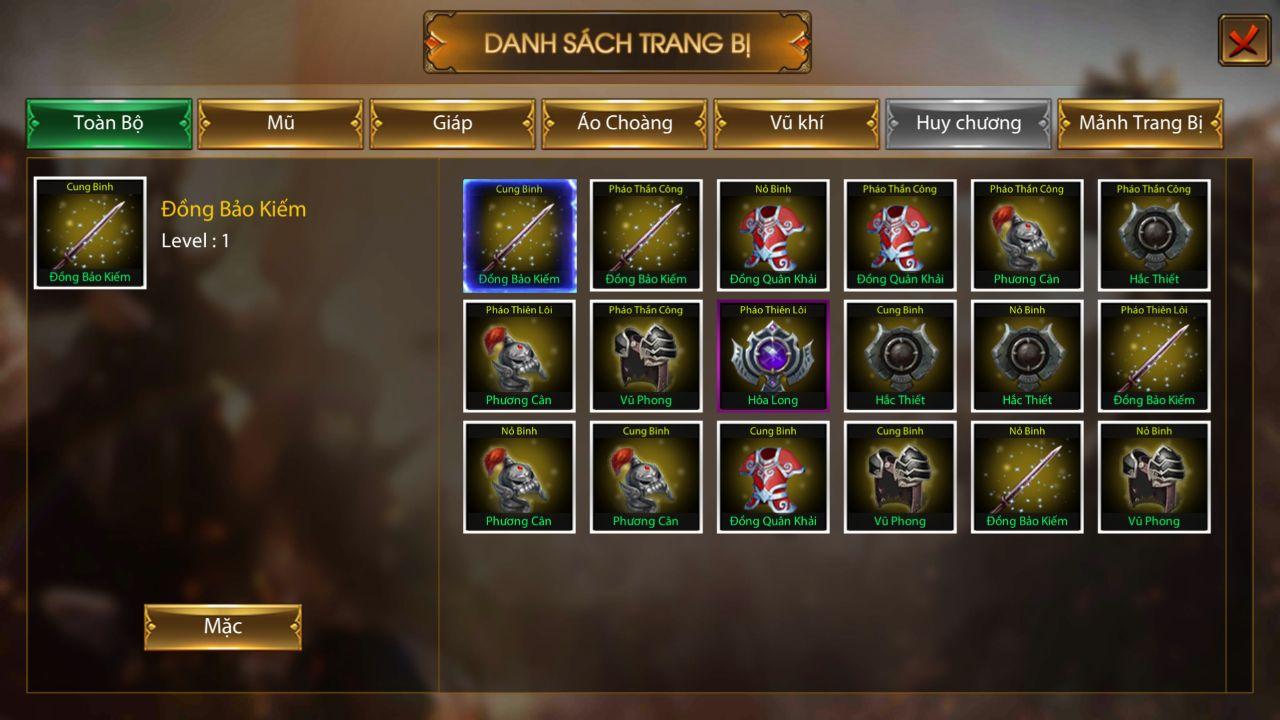 DANH SÁCH TRANG BỊ
Toàn Bộ
Mũ
Giáp
Áo Choàng
Vũ khí
Huy chương
Mảnh Trang Bị
Cung Binh
Đồng Bảo Kiếm
Đồng Bảo Kiếm
Level : 1
Cung Binh
Đồng Bảo Kiếm
Pháo Thần Công
Đồng Bảo Kiếm
Nỏ Binh
Đồng Quân Khải
Pháo Thần Công
Đồng Quân Khải
Pháo Thần Công
Phương Cân
Pháo Thần Công
Hắc Thiết
Pháo Thiên Lôi
Phương Cân
Pháo Thần Công
Vũ Phong
Pháo Thiên Lôi
Hỏa Long
Cung Binh
Hắc Thiết
Nỏ Binh
Hắc Thiết
Pháo Thiên Lôi
Đồng Bảo Kiếm
Nỏ Binh
Phương Cân
Cung Binh
Phương Cân
Cung Binh
Đồng Quân Khải
Cung Binh
Vũ Phong
Nỏ Binh
Đồng Bảo Kiếm
Nỏ Binh
Vũ Phong
Mặc